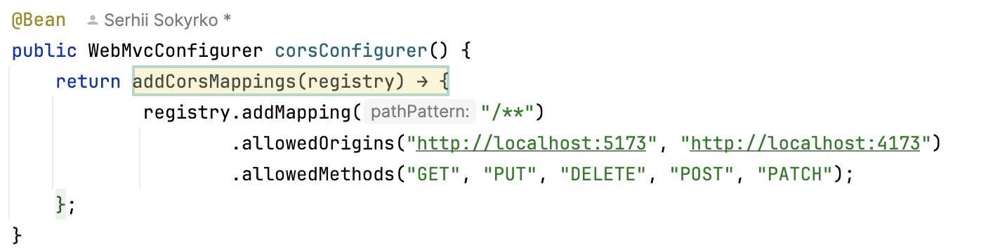 @Bean Serhii Sokyrko *
public WebMvcConfigurer corsConfigurer() {
return addCorsMappings(registry) → {
registry.addMapping( pathPattern: "/**")
.allowedOrigins("http://localhost:5173", "http://localhost:4173")
.allowedMethods("GET", "PUT", "DELETE", "POST", "PATCH");
};
}